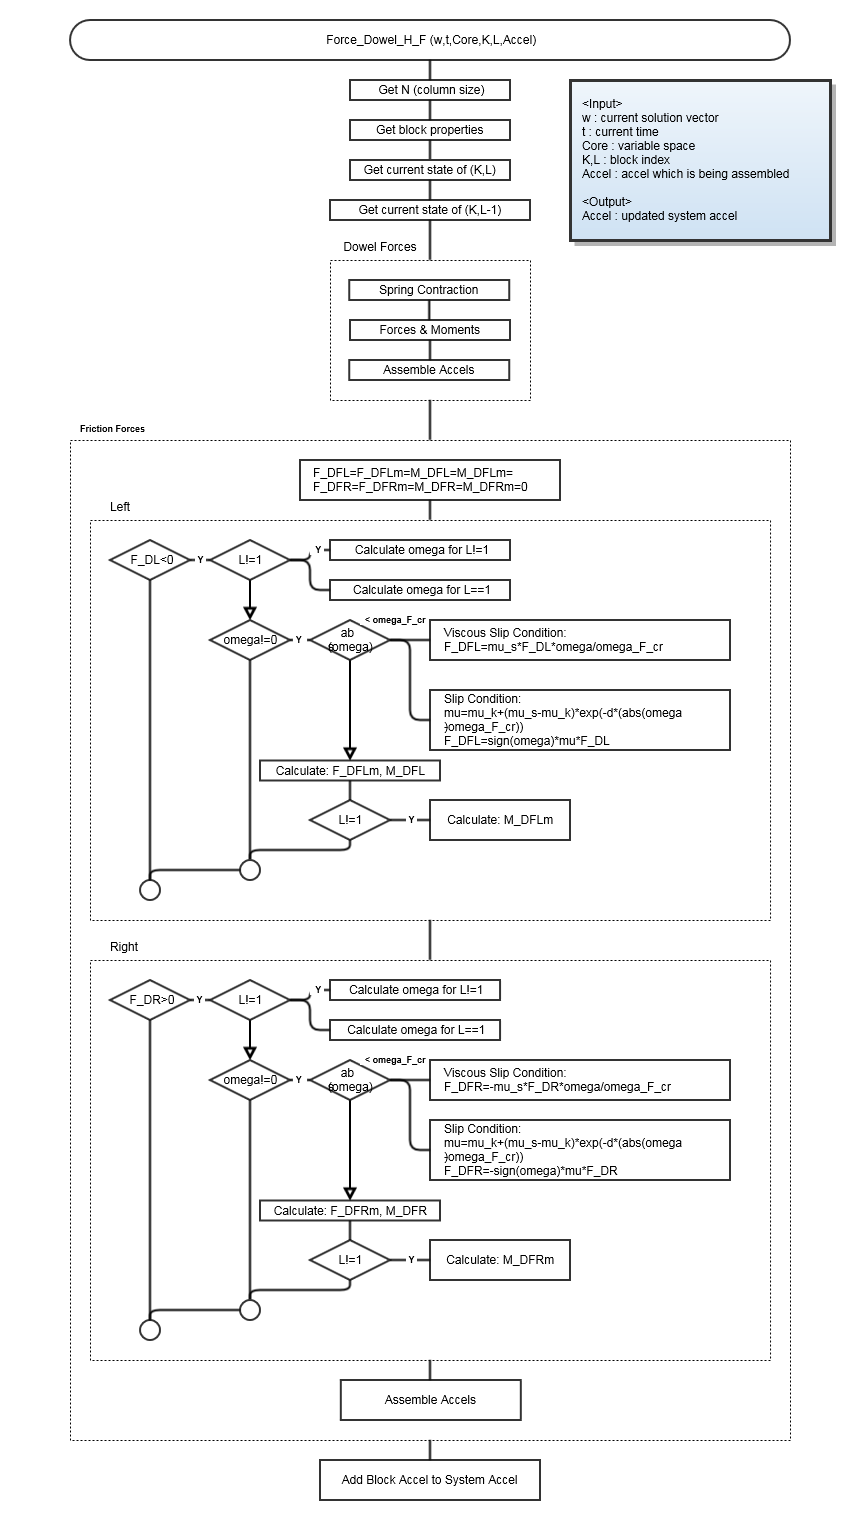 Force_Dowel_H_F (w,t,Core,K,L,Accel)
Get N (column size)
Get block properties
Get current state of (K,L)
Get current state of (K,L-1)
<Input>
w : current solution vector
t : current time
Core : variable space
K,L : block index
Accel : accel which is being assembled
<Output>
Accel : updated system accel
Dowel Forces
Spring Contraction
Forces & Moments
Assemble Accels
Friction Forces
F_DFL=F_DFLm=M_DFL=M_DFLm=
F_DFR=F_DFRm=M_DFR=M_DFRm=0
Left
F_DL<0
Y
L!=1
Y
Calculate omega for L!=1
Calculate omega for L==1
omega!=0
Y
ab
(omega)
< omega_F_cr
Viscous Slip Condition:
F_DFL=mu_s*F_DL*omega/omega_F_cr
Slip Condition:
mu=mu_k+(mu_s-mu_k)*exp(-d*(abs(omega
)omega_F_cr))
F_DFL=sign(omega)*mu*F_DL
Calculate: F_DFLm, M_DFL
L!=1
Y
Calculate: M_DFLm
Right
F_DR>0
Y
L!=1
Y
Calculate omega for L!=1
Calculate omega for L==1
omega!=0
Y
ab
(omega)
< omega_F_cr
Viscous Slip Condition:
F_DFR=-mu_s*F_DR*omega/omega_F_cr
Slip Condition:
mu=mu_k+(mu_s-mu_k)*exp(-d*(abs(omega
)omega_F_cr))
F_DFR=-sign(omega)*mu*F_DR
Calculate: F_DFRm, M_DFR
L!=1
Y
Calculate: M_DFRm
Assemble Accels
Add Block Accel to System Accel